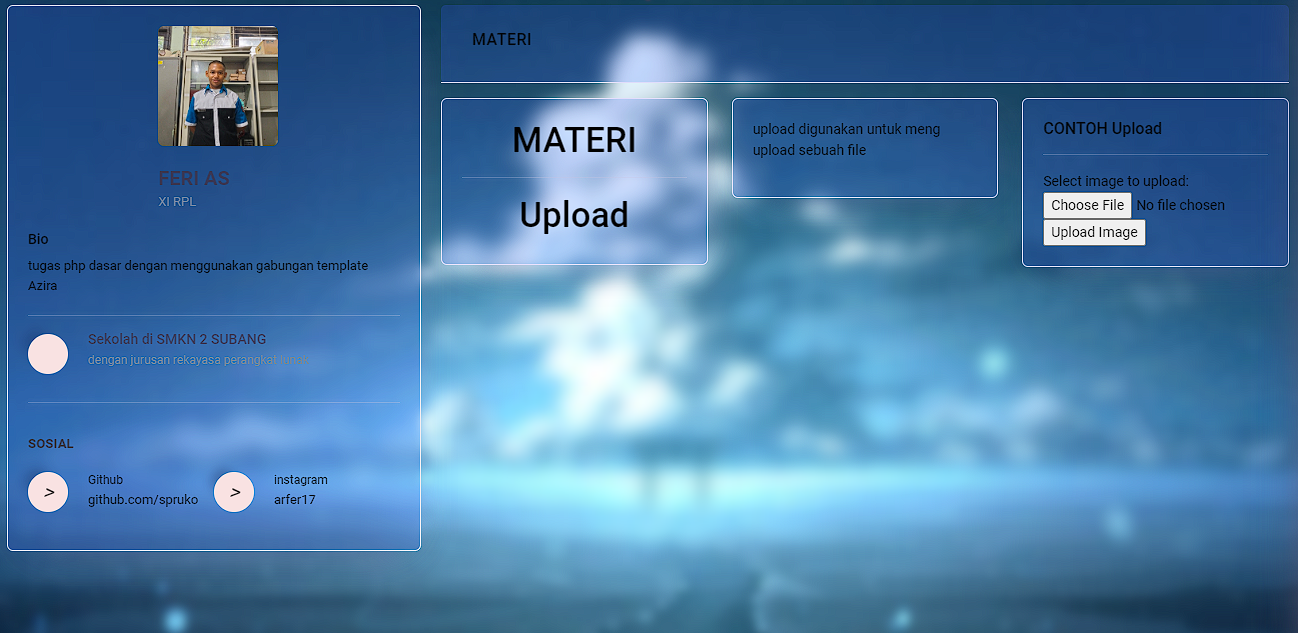 FERI AS
XI RPL
Bio
tugas php dasar dengan menggunakan gabungan template
Azira
Sekolah di SMKN 2 SUBANG
dengan jurusan rekayasa perangkat lunak
SOSIAL
> Github
github.com/spruko
> instagram
arfer17
MATERI
MATERI
Upload
upload digunakan untuk meng
upload sebuah file
CONTOH Upload
Select image to upload:
Choose File No file chosen
Upload Image